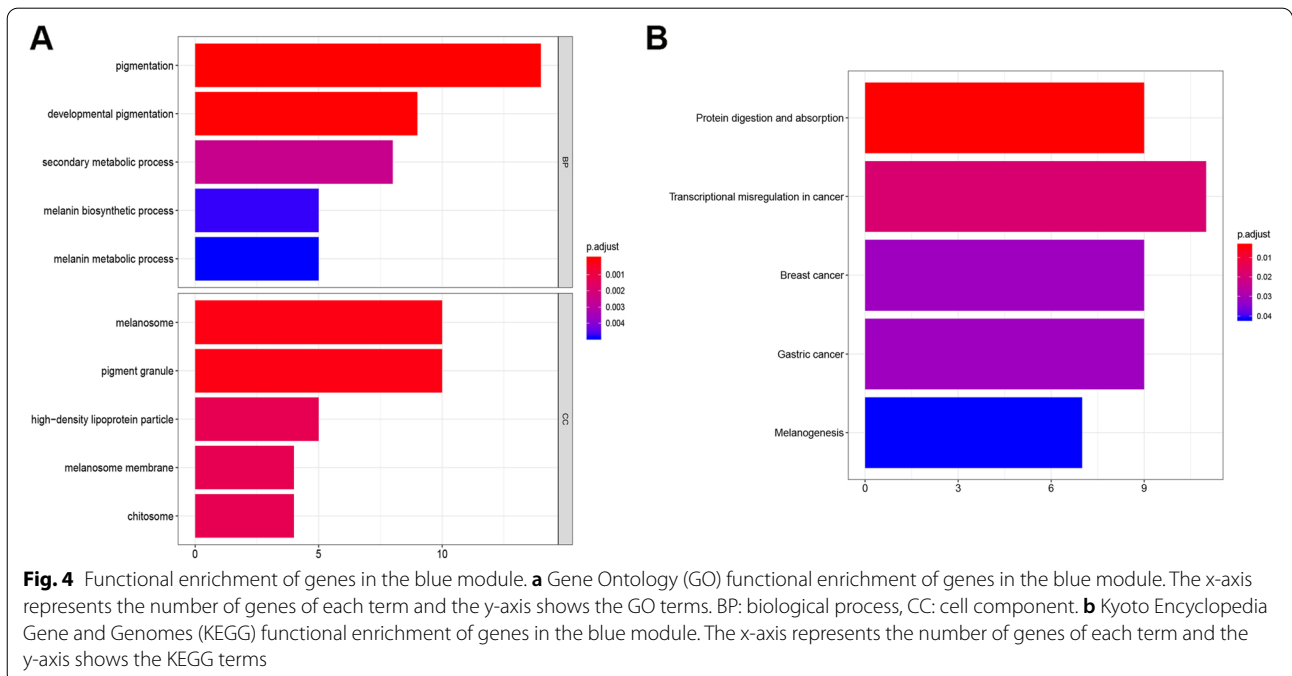 A
pigmentation
developmental pigmentation
secondary metabolic process
melanin biosynthetic process
melanin metabolic process
BP
melanosome
pigment granule
high-density lipoprotein particle
melanosome membrane
chitosome
CC
0 5 10
p.adjust
0.001
0.002
0.003
0.004
B
Protein digestion and absorption
Transcriptional misregulation in cancer
Breast cancer
Gastric cancer
Melanogenesis
0 3 6 9
p.adjust
0.01
0.02
0.03
0.04
Fig. 4 Functional enrichment of genes in the blue module. a Gene Ontology (GO) functional enrichment of genes in the blue module. The x-axis
represents the number of genes of each term and the y-axis shows the GO terms. BP: biological process, CC: cell component. b Kyoto Encyclopedia
Gene and Genomes (KEGG) functional enrichment of genes in the blue module. The x-axis represents the number of genes of each term and the
y-axis shows the KEGG terms